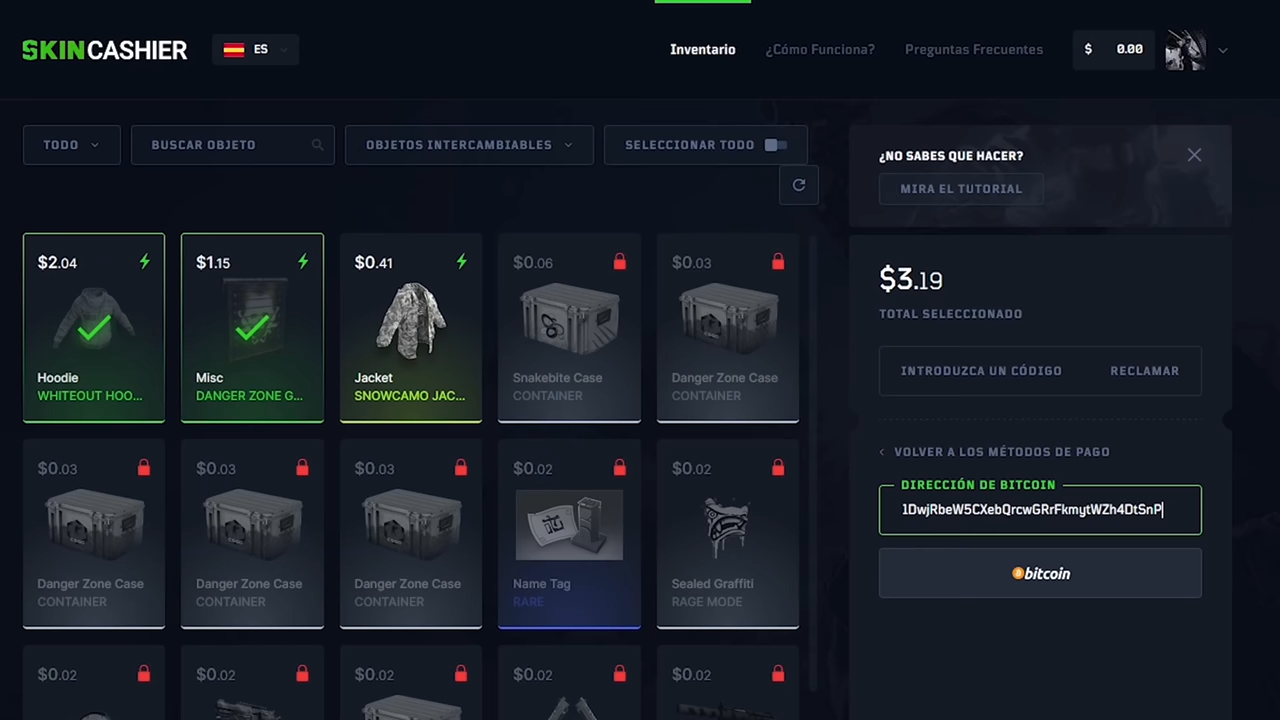 SKINCASHIER
ES
Inventario
¿Cómo Funciona?
Preguntas Frecuentes
$ 0.00
TODO
BUSCAR OBJETO
OBJETOS INTERCAMBIABLES
SELECCIONAR TODO
¿NO SABES QUE HACER?
MIRA EL TUTORIAL
$2.04
Hoodie
WHITEOUT HOO...
$1.15
Misc
DANGER ZONE G...
$0.41
Jacket
SNOWCAMO JAC...
$0.06
Snakebite Case
CONTAINER
$0.03
Danger Zone Case
CONTAINER
$0.03
Danger Zone Case
CONTAINER
$0.03
Danger Zone Case
CONTAINER
$0.03
Danger Zone Case
CONTAINER
$0.02
Name Tag
RARE
$0.02
Sealed Graffiti
RAGE MODE
$0.02
$0.02
$0.02
$0.02
$0.02
$3.19
TOTAL SELECCIONADO
INTRODUZCA UN CÓDIGO
RECLAMAR
VOLVER A LOS MÉTODOS DE PAGO
DIRECCIÓN DE BITCOIN
1DwjRbeW5CXebQrcwGRrFkmytWZh4DtSnP
bitcoin